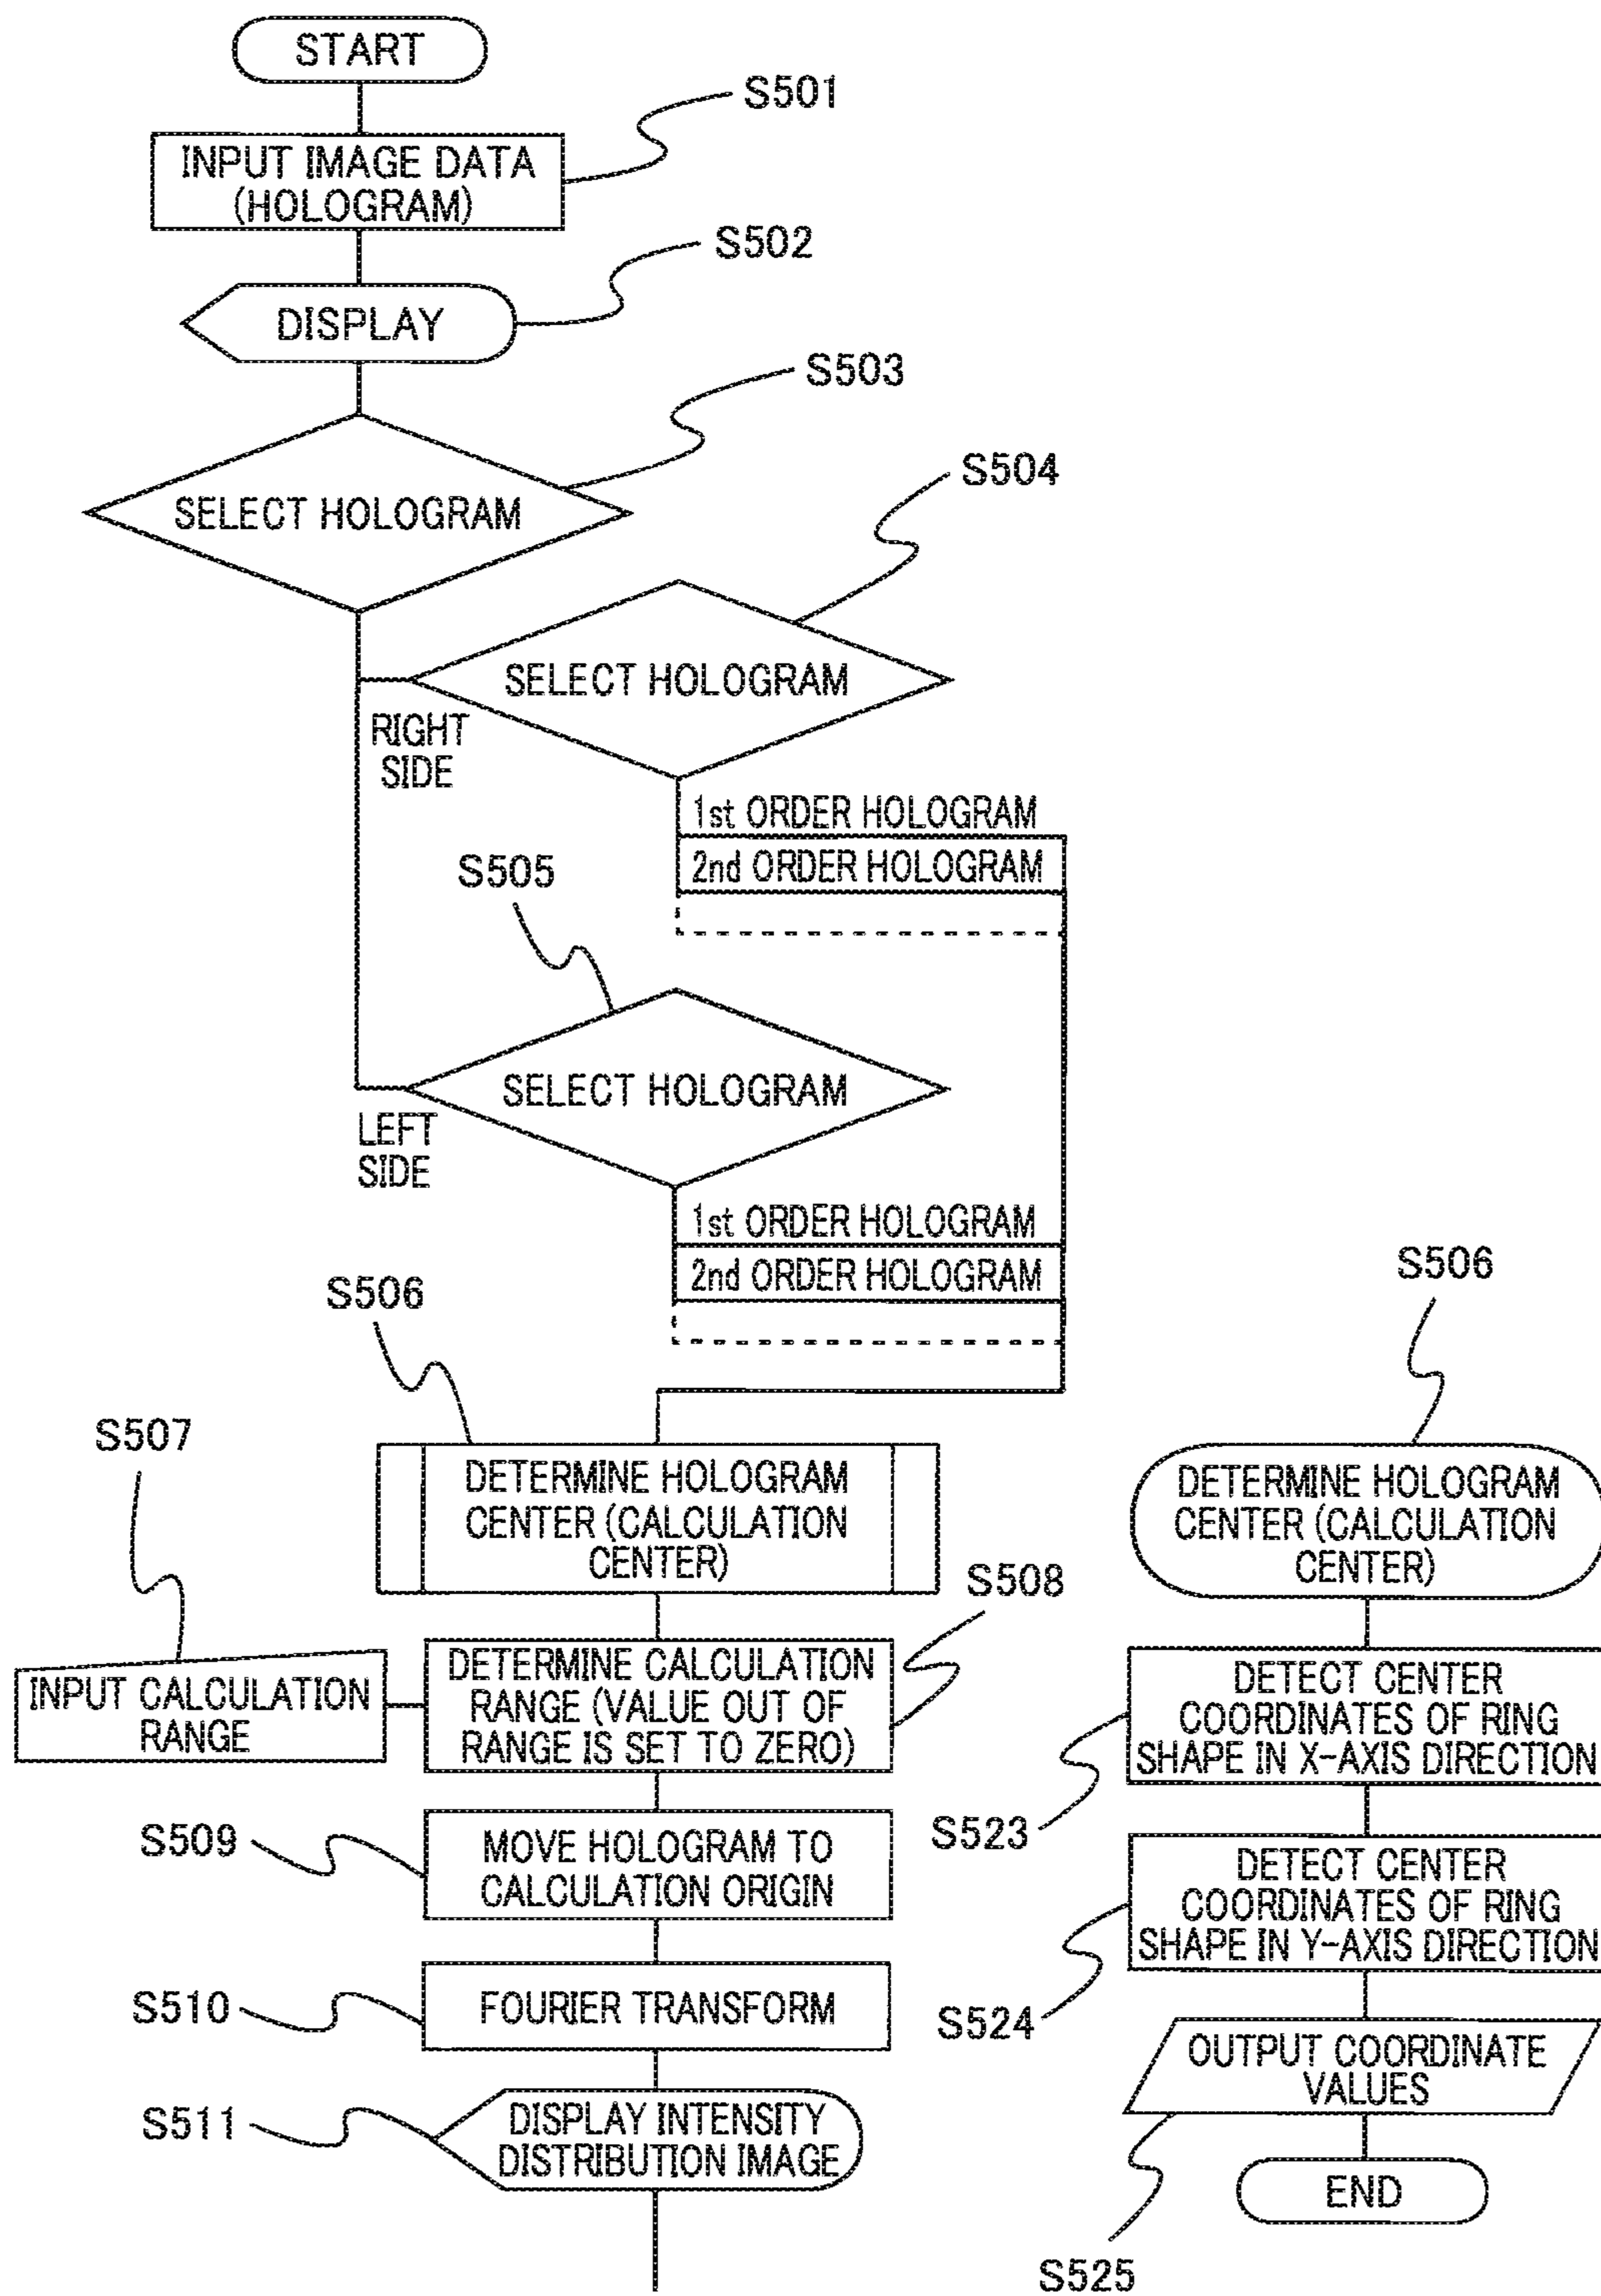 START
S501
INPUT IMAGE DATA
(HOLOGRAM)
S502
DISPLAY
S503
SELECT HOLOGRAM
S504
SELECT HOLOGRAM
RIGHT
SIDE
1st ORDER HOLOGRAM
2nd ORDER HOLOGRAM
S505
SELECT HOLOGRAM
LEFT
SIDE
1st ORDER HOLOGRAM
2nd ORDER HOLOGRAM
S506
DETERMINE HOLOGRAM
CENTER (CALCULATION
CENTER)
S507
INPUT CALCULATION
RANGE
S508
DETERMINE CALCULATION
RANGE (VALUE OUT OF
RANGE IS SET TO ZERO)
S509
MOVE HOLOGRAM TO
CALCULATION ORIGIN
S510
FOURIER TRANSFORM
S511
DISPLAY INTENSITY
DISTRIBUTION IMAGE
S506
DETERMINE HOLOGRAM
CENTER (CALCULATION
CENTER)
S523
DETECT CENTER
COORDINATES OF RING
SHAPE IN X-AXIS DIRECTION
S524
DETECT CENTER
COORDINATES OF RING
SHAPE IN Y-AXIS DIRECTION
OUTPUT COORDINATE
VALUES
S525
END